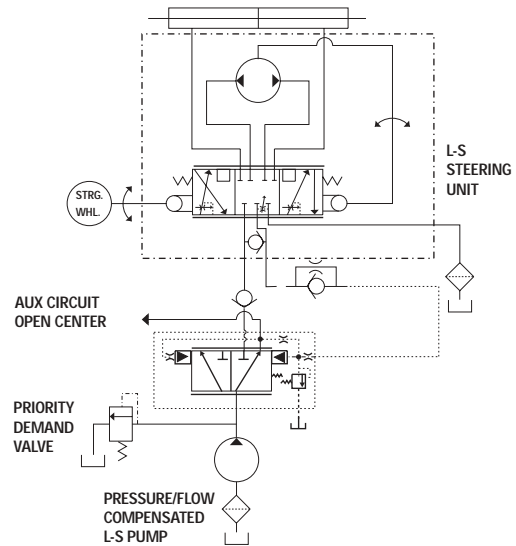 L-S
STEERING
UNIT
STRG.
WHL.
AUX CIRCUIT
OPEN CENTER
PRIORITY
DEMAND
VALVE
PRESSURE/FLOW
COMPENSATED
L-S PUMP